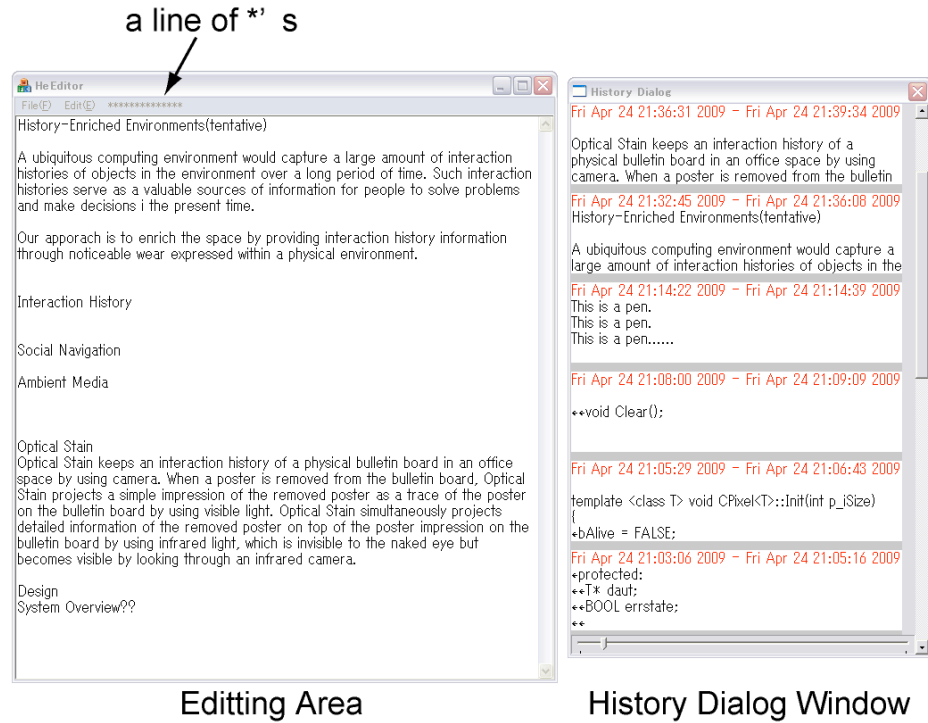 a line of *' s
HeEditor
File(F) Edit(E) **************
History-Enriched Environments(tentative)
A ubiquitous computing environment would capture a large amount of interaction
histories of objects in the environment over a long period of time. Such interaction
histories serve as a valuable sources of information for people to solve problems
and make decisions i the present time.
Our apporach is to enrich the space by providing interaction history information
through noticeable wear expressed within a physical environment.
Interaction History
Social Navigation
Ambient Media
Optical Stain
Optical Stain keeps an interaction history of a physical bulletin board in an office
space by using camera. When a poster is removed from the bulletin board, Optical
Stain projects a simple impression of the removed poster as a trace of the poster
on the bulletin board by using visible light. Optical Stain simultaneously projects
detailed information of the removed poster on top of the poster impression on the
bulletin board by using infrared light, which is invisible to the naked eye but
becomes visible by looking through an infrared camera.
Design
System Overview??
Editting Area
History Dialog
Fri Apr 24 21:36:31 2009 - Fri Apr 24 21:39:34 2009
Optical Stain keeps an interaction history of a
physical bulletin board in an office space by using
camera. When a poster is removed from the bulletin
Fri Apr 24 21:32:45 2009 - Fri Apr 24 21:36:08 2009
History-Enriched Environments(tentative)
A ubiquitous computing environment would capture a
large amount of interaction histories of objects in the
Fri Apr 24 21:14:22 2009 - Fri Apr 24 21:14:39 2009
This is a pen.
This is a pen.
This is a pen......
Fri Apr 24 21:08:00 2009 - Fri Apr 24 21:09:09 2009
↔↔void Clear();
Fri Apr 24 21:05:29 2009 - Fri Apr 24 21:06:43 2009
template <class T> void CPixel<T>::Init(int p_iSize)
{
↔bAlive = FALSE;
Fri Apr 24 21:03:06 2009 - Fri Apr 24 21:05:16 2009
↔protected:
↔↔T* daut;
↔↔BOOL errstate;
↔↔
History Dialog Window